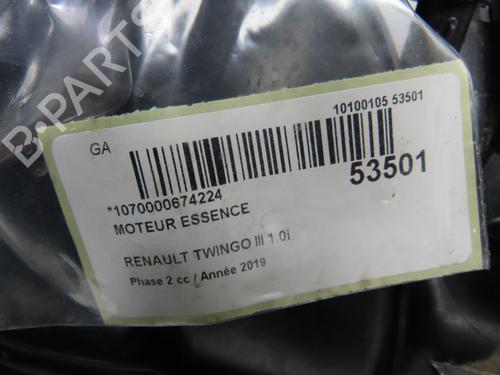 B-PARTS
10100105 53501
GA
53501
*1070000674224
MOTEUR ESSENCE
RENAULT TWINGO III 1.0i
Phase 2 cc / Année 2019